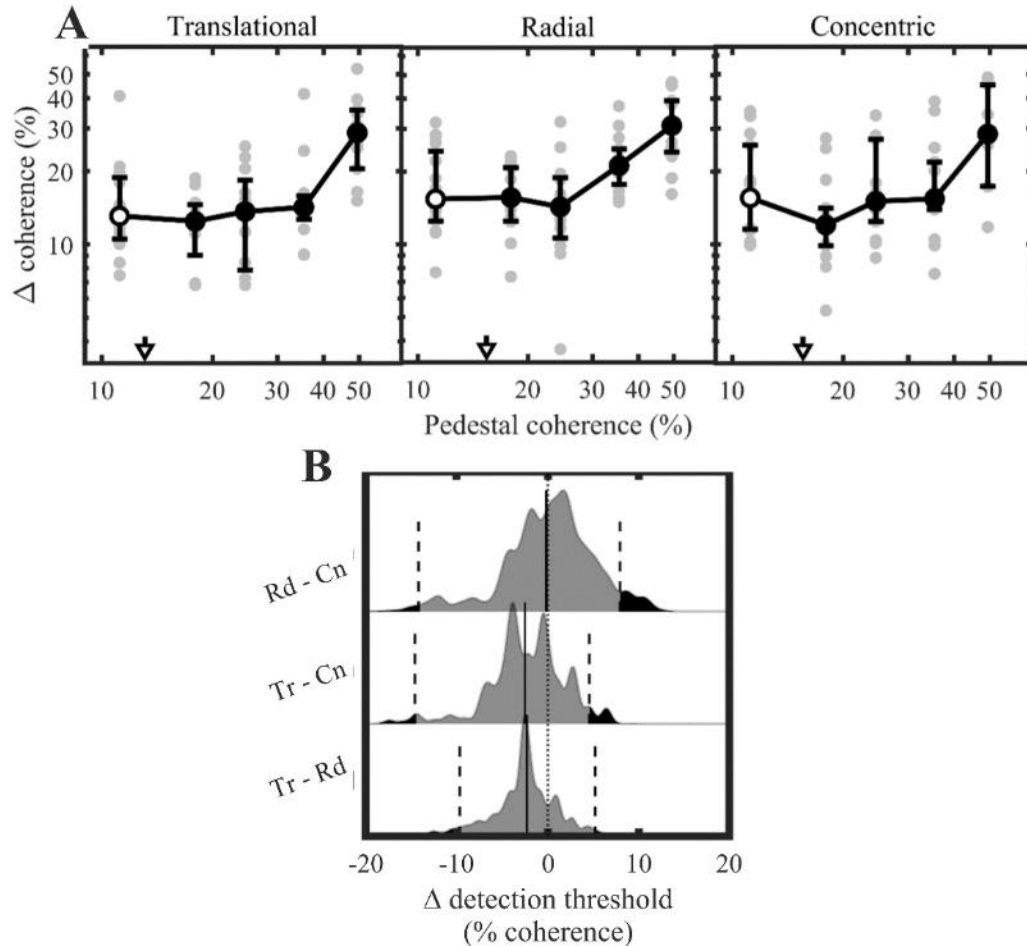 A
Translational Radial Concentric
50
40
30
20
10
Δ coherence (%)
10 20 30 40 50 10 20 30 40 50 10 20 30 40 50
Pedestal coherence (%)
B
Rd - Cn
Tr - Cn
Tr - Rd
-20 -10 0 10 20
Δ detection threshold
(% coherence)